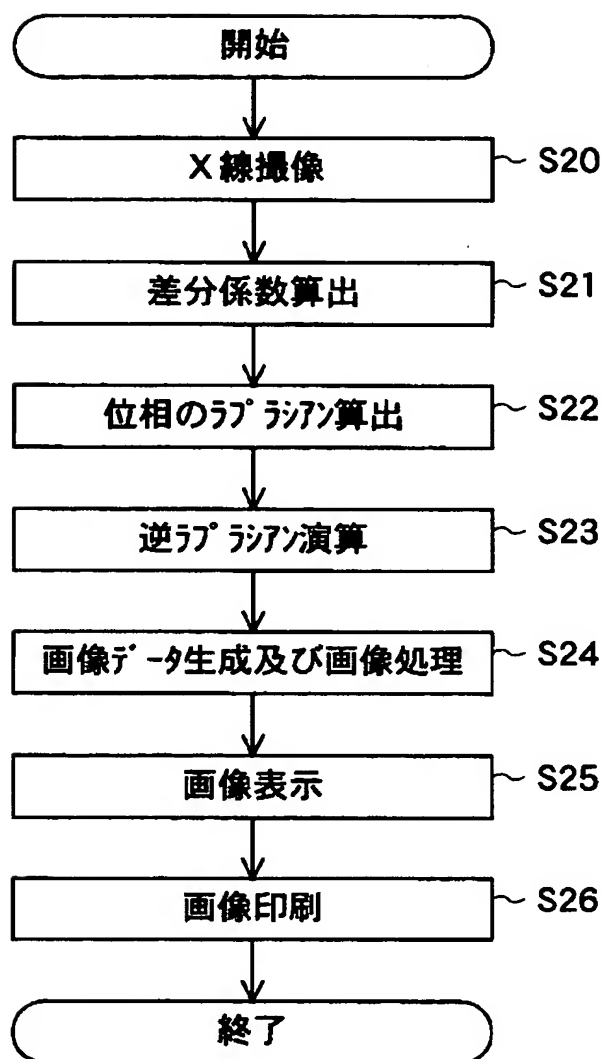 開始
X線撮像 ~ S20
差分係数算出 ~ S21
位相のﾗﾌﾟﾗｼｱﾝ算出 ~ S22
逆ﾗﾌﾟﾗｼｱﾝ演算 ~ S23
画像ﾃﾞｰﾀ生成及び画像処理 ~ S24
画像表示 ~ S25
画像印刷 ~ S26
終了